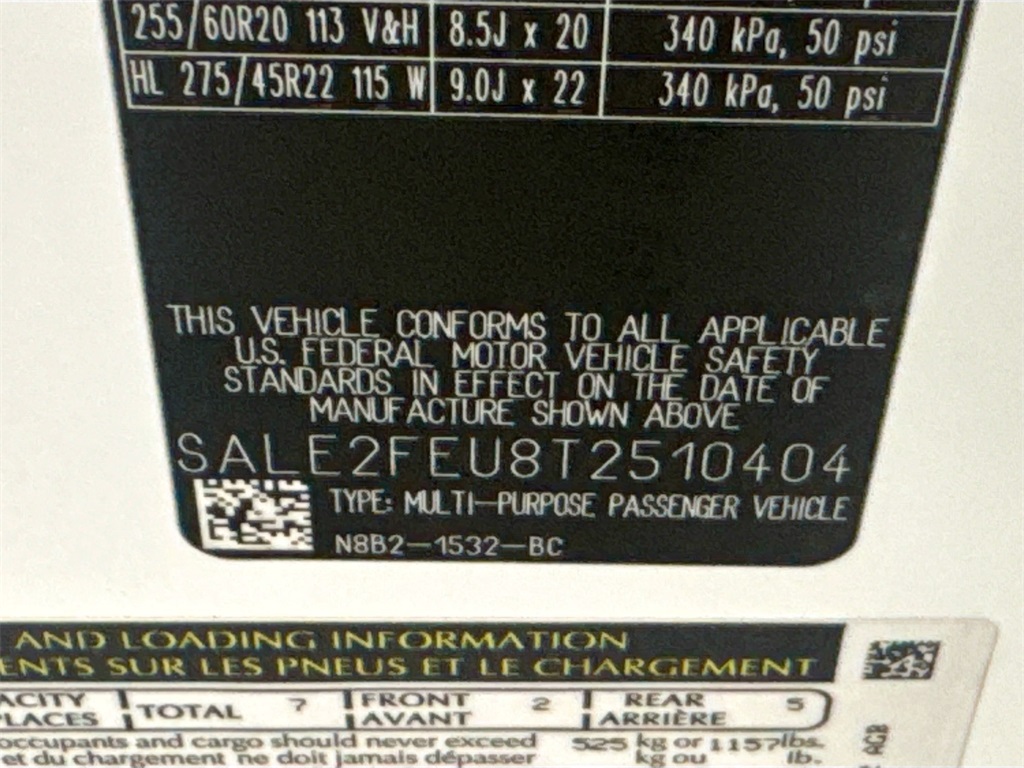 255/60R20 113 V&H 8.5J x 20 340 kPa, 50 psi
HL 275/45R22 115 W 9.0J x 22 340 kPa, 50 psi
THIS VEHICLE CONFORMS TO ALL APPLICABLE
U.S. FEDERAL MOTOR VEHICLE SAFETY
STANDARDS IN EFFECT ON THE DATE OF
MANUFACTURE SHOWN ABOVE
SALE2FEU8T2510404
TYPE: MULTI-PURPOSE PASSENGER VEHICLE
N8B2-1532-BC
AND LOADING INFORMATION
ENTS SUR LES PNEUS ET LE CHARGEMENT
ACITY TOTAL 7 FRONT 2 REAR 5
LACES AVANT ARRIÈRE
occupants and cargo should never exceed 525 kg or 1157 lbs.
et du chargement ne doit jamais dépasser kg ou lb.
4
AGB